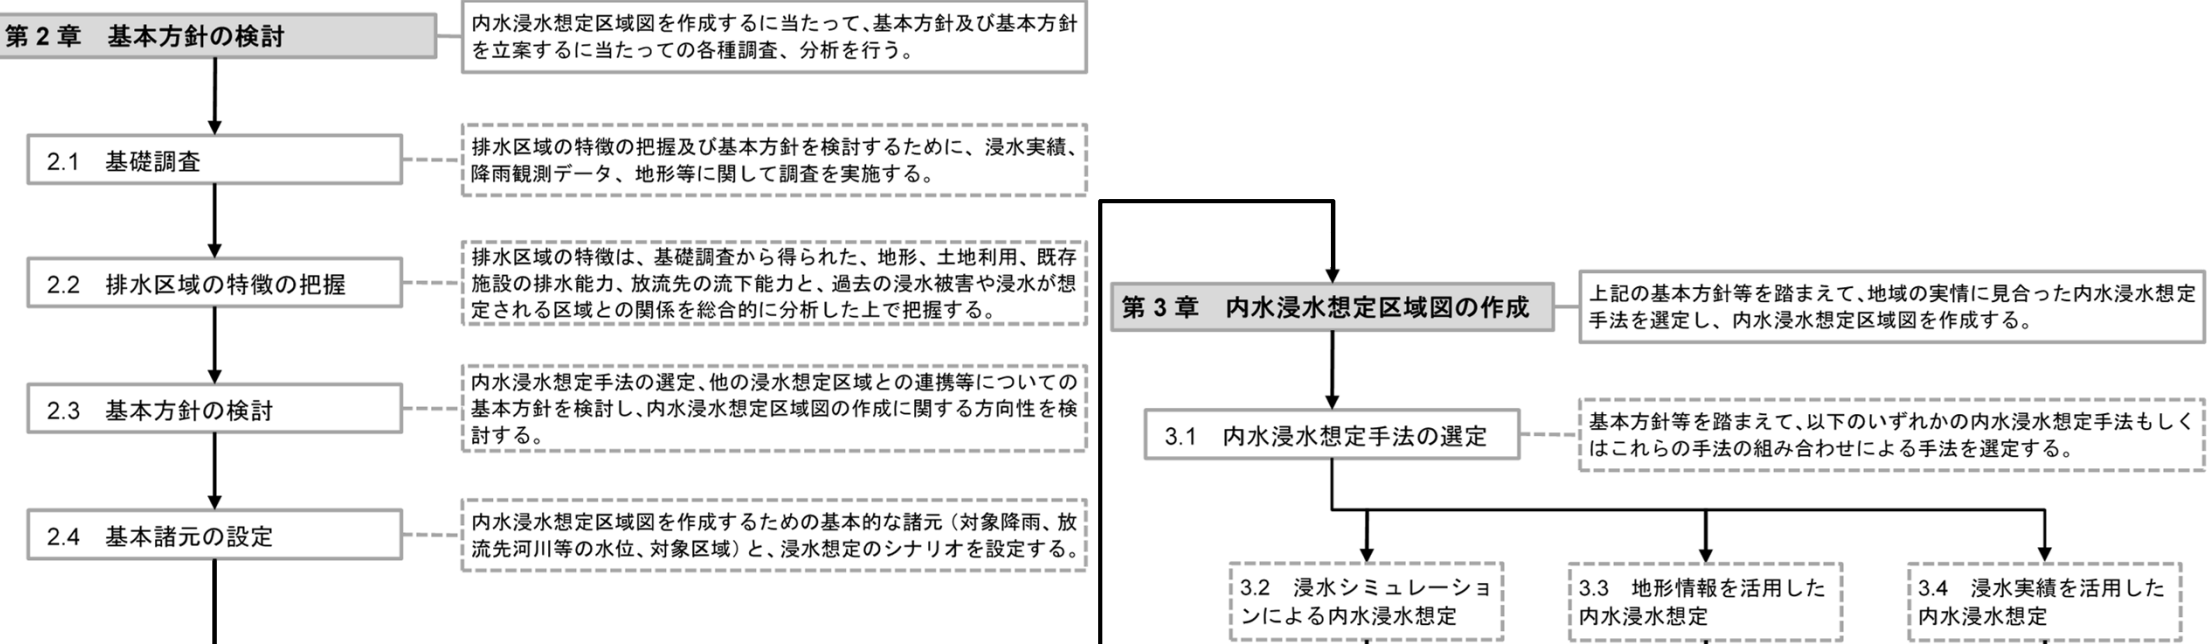 第２章　基本方針の検討
内水浸水想定区域図を作成するに当たって、基本方針及び基本方針
を立案するに当たっての各種調査、分析を行う。
2.1　基礎調査
排水区域の特徴の把握及び基本方針を検討するために、浸水実績、
降雨観測データ、地形等に関して調査を実施する。
2.2　排水区域の特徴の把握
排水区域の特徴は、基礎調査から得られた、地形、土地利用、既存
施設の排水能力、放流先の流下能力と、過去の浸水被害や浸水が想
定される区域との関係を総合的に分析した上で把握する。
2.3　基本方針の検討
内水浸水想定手法の選定、他の浸水想定区域との連携等についての
基本方針を検討し、内水浸水想定区域図の作成に関する方向性を検
討する。
2.4　基本諸元の設定
内水浸水想定区域図を作成するための基本的な諸元（対象降雨、放
流先河川等の水位、対象区域）と、浸水想定のシナリオを設定する。
第３章　内水浸水想定区域図の作成
上記の基本方針等を踏まえて、地域の実情に見合った内水浸水想定
手法を選定し、内水浸水想定区域図を作成する。
3.1　内水浸水想定手法の選定
基本方針等を踏まえて、以下のいずれかの内水浸水想定手法もしく
はこれらの手法の組み合わせによる手法を選定する。
3.2　浸水シミュレーショ
ンによる内水浸水想定
3.3　地形情報を活用した
内水浸水想定
3.4　浸水実績を活用した
内水浸水想定